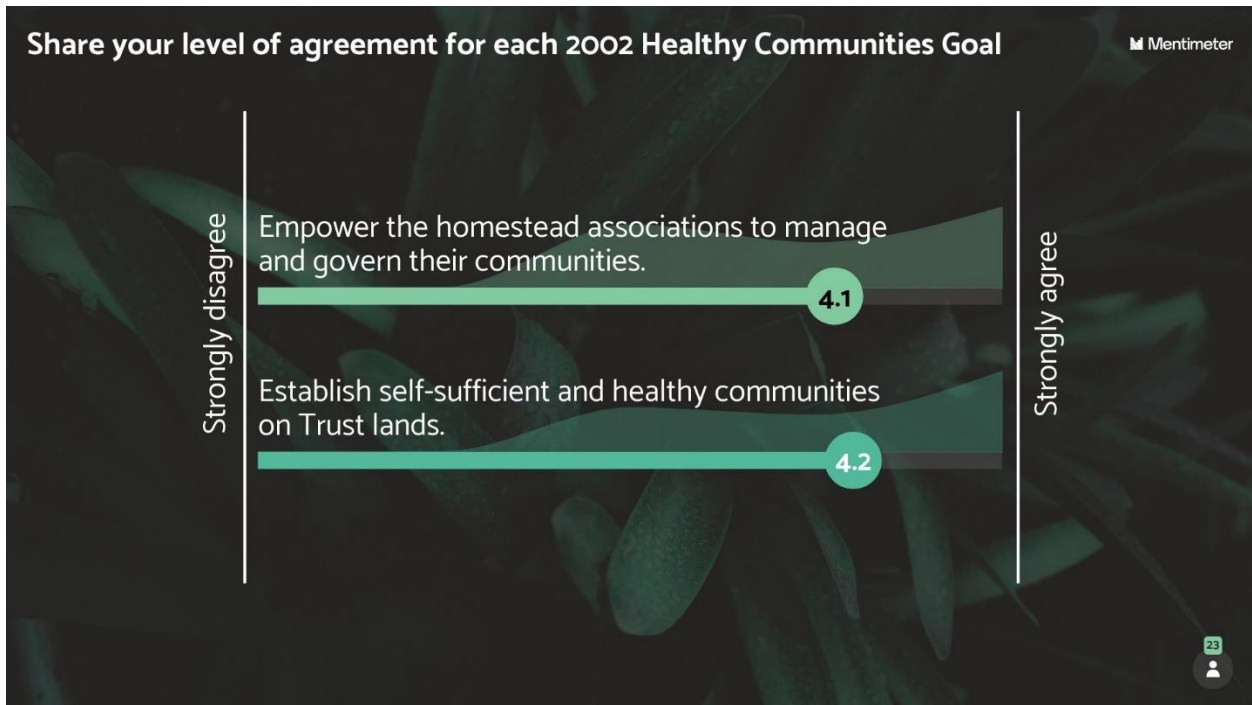 Share your level of agreement for each 2002 Healthy Communities Goal
Mentimeter
Strongly disagree
Empower the homestead associations to manage
and govern their communities.
4.1
Establish self-sufficient and healthy communities
on Trust lands.
4.2
Strongly agree
23